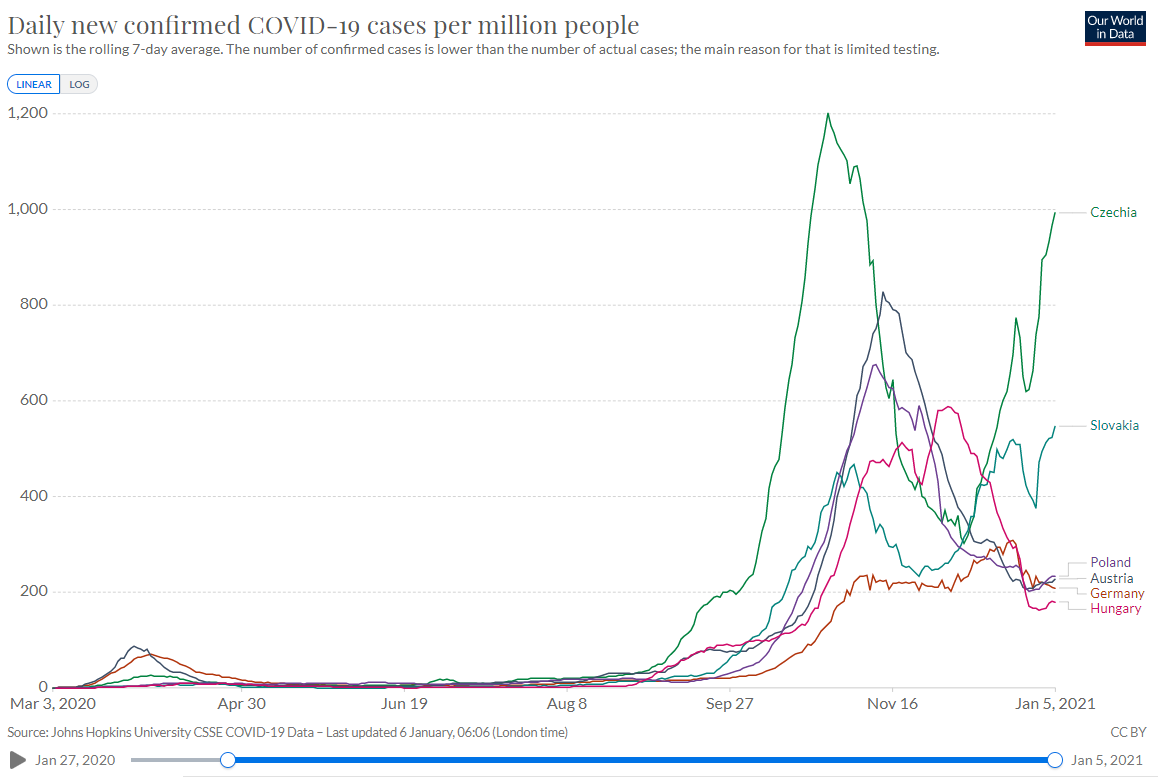 Daily new confirmed COVID-19 cases per million people
Our World
in Data
Shown is the rolling 7-day average. The number of confirmed cases is lower than the number of actual cases; the main reason for that is limited testing.
LINEAR LOG
1,200
1,000
Czechia
800
600
Slovakia
400
200
Poland
Austria
Germany
Hungary
0
Mar 3, 2020 Apr 30 Jun 19 Aug 8 Sep 27 Nov 16 Jan 5, 2021
Source: Johns Hopkins University CSSE COVID-19 Data – Last updated 6 January, 06:06 (London time) CC BY
Jan 27, 2020 Jan 5, 2021